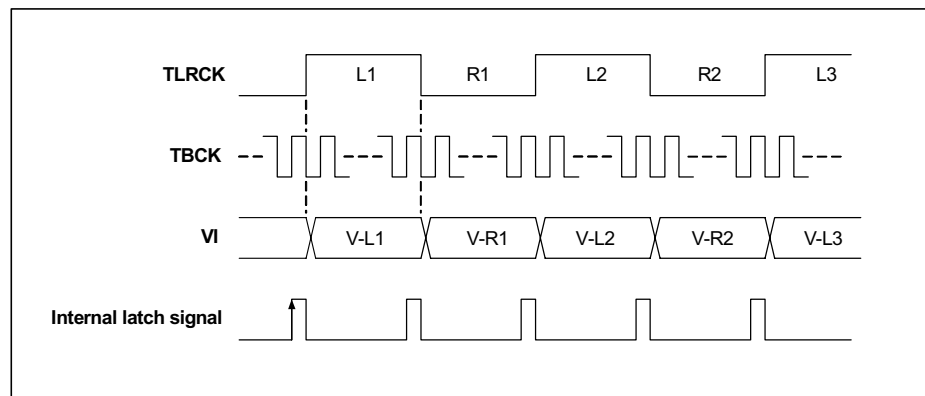 TLRCK L1 R1 L2 R2 L3
TBCK
VI V-L1 V-R1 V-L2 V-R2 V-L3
Internal latch signal